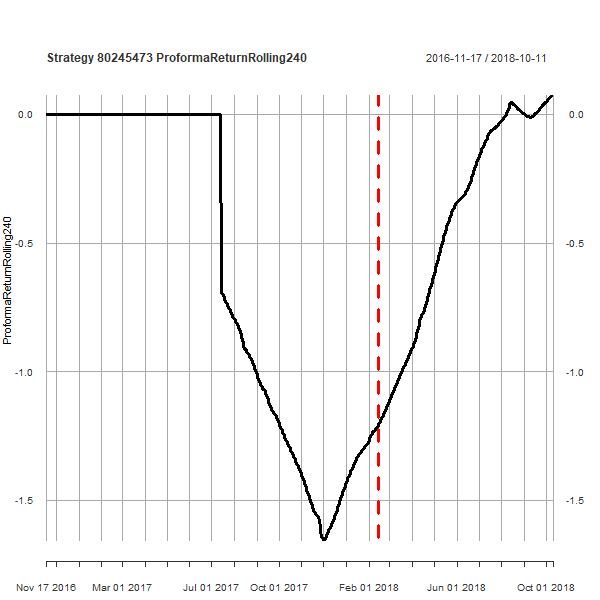 Strategy 80245473 ProformaReturnRolling240
2016-11-17 / 2018-10-11
ProformaReturnRolling240
0.0
-0.5
-1.0
-1.5
0.0
-0.5
-1.0
-1.5
Nov 17 2016
Mar 01 2017
Jul 01 2017
Oct 01 2017
Feb 01 2018
Jun 01 2018
Oct 01 2018